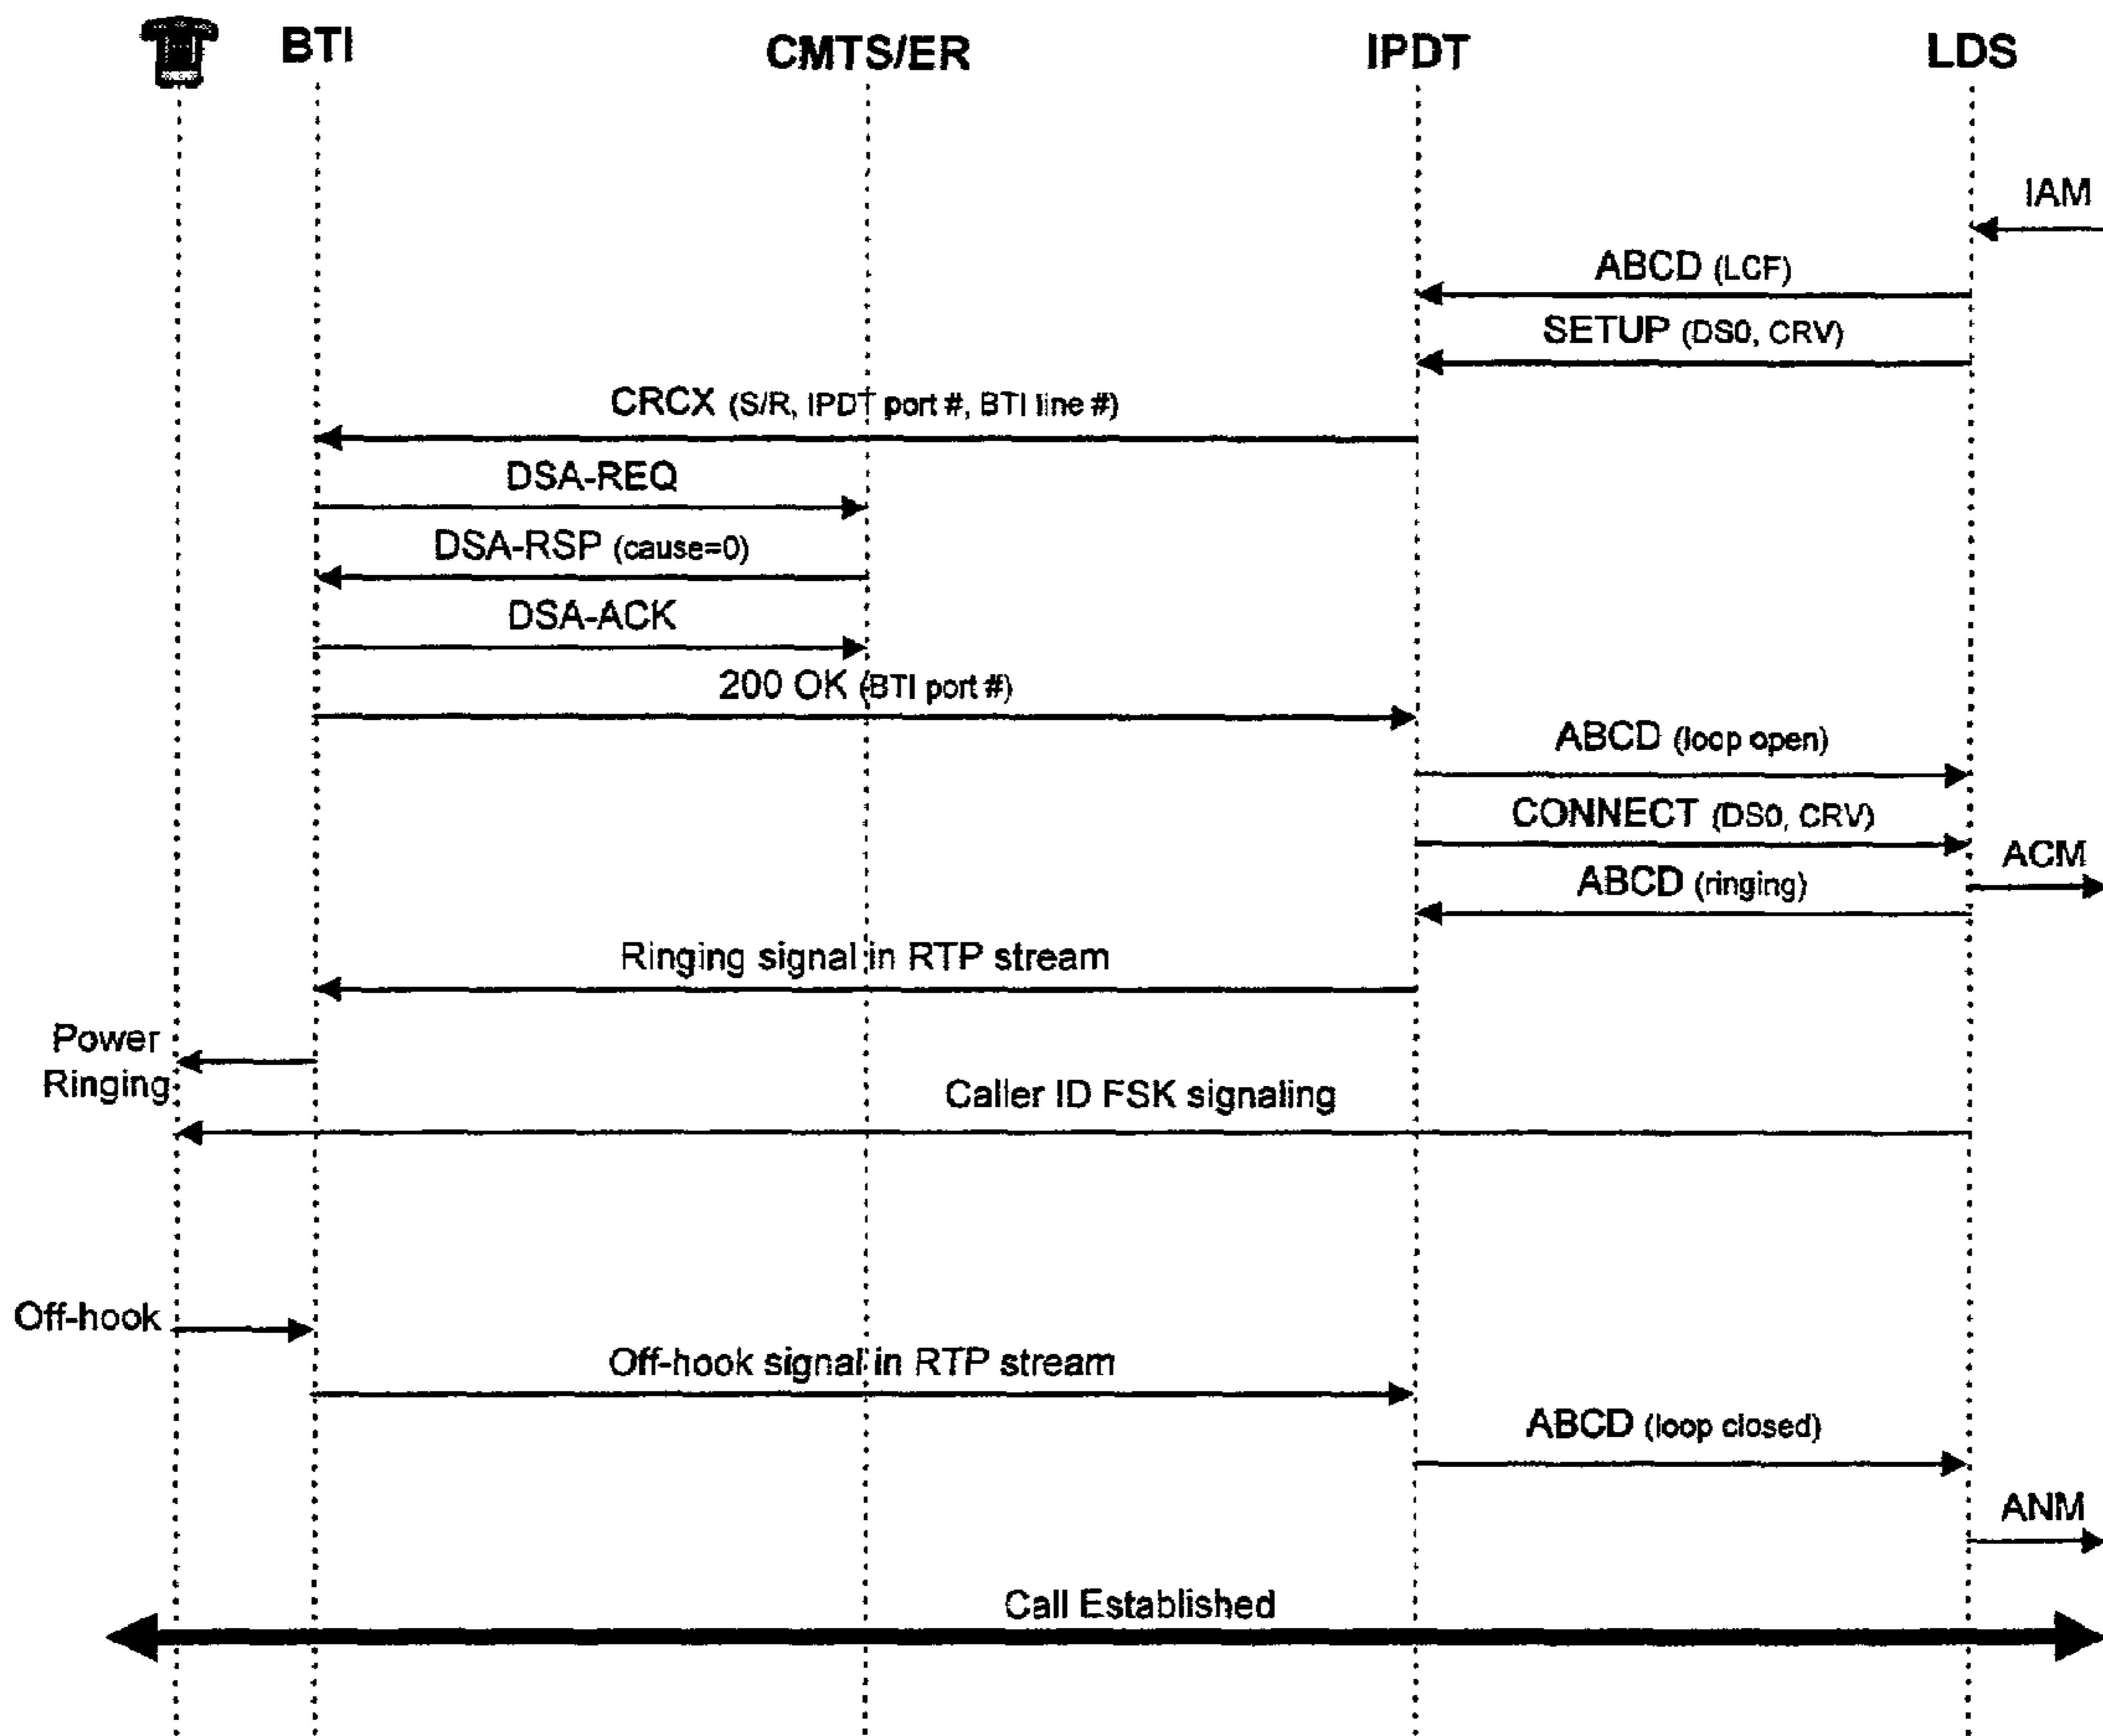 BTI
CMTS/ER
IPDT
LDS
IAM
ABCD (LCF)
SETUP (DS0, CRV)
CRCX (S/R, IPDT port #, BTI line #)
DSA-REQ
DSA-RSP (cause=0)
DSA-ACK
200 OK (BTI port #)
ABCD (loop open)
CONNECT (DS0, CRV)
ACM
ABCD (ringing)
Ringing signal in RTP stream
Power
Ringing
Caller ID FSK signaling
Off-hook
Off-hook signal in RTP stream
ABCD (loop closed)
ANM
Call Established